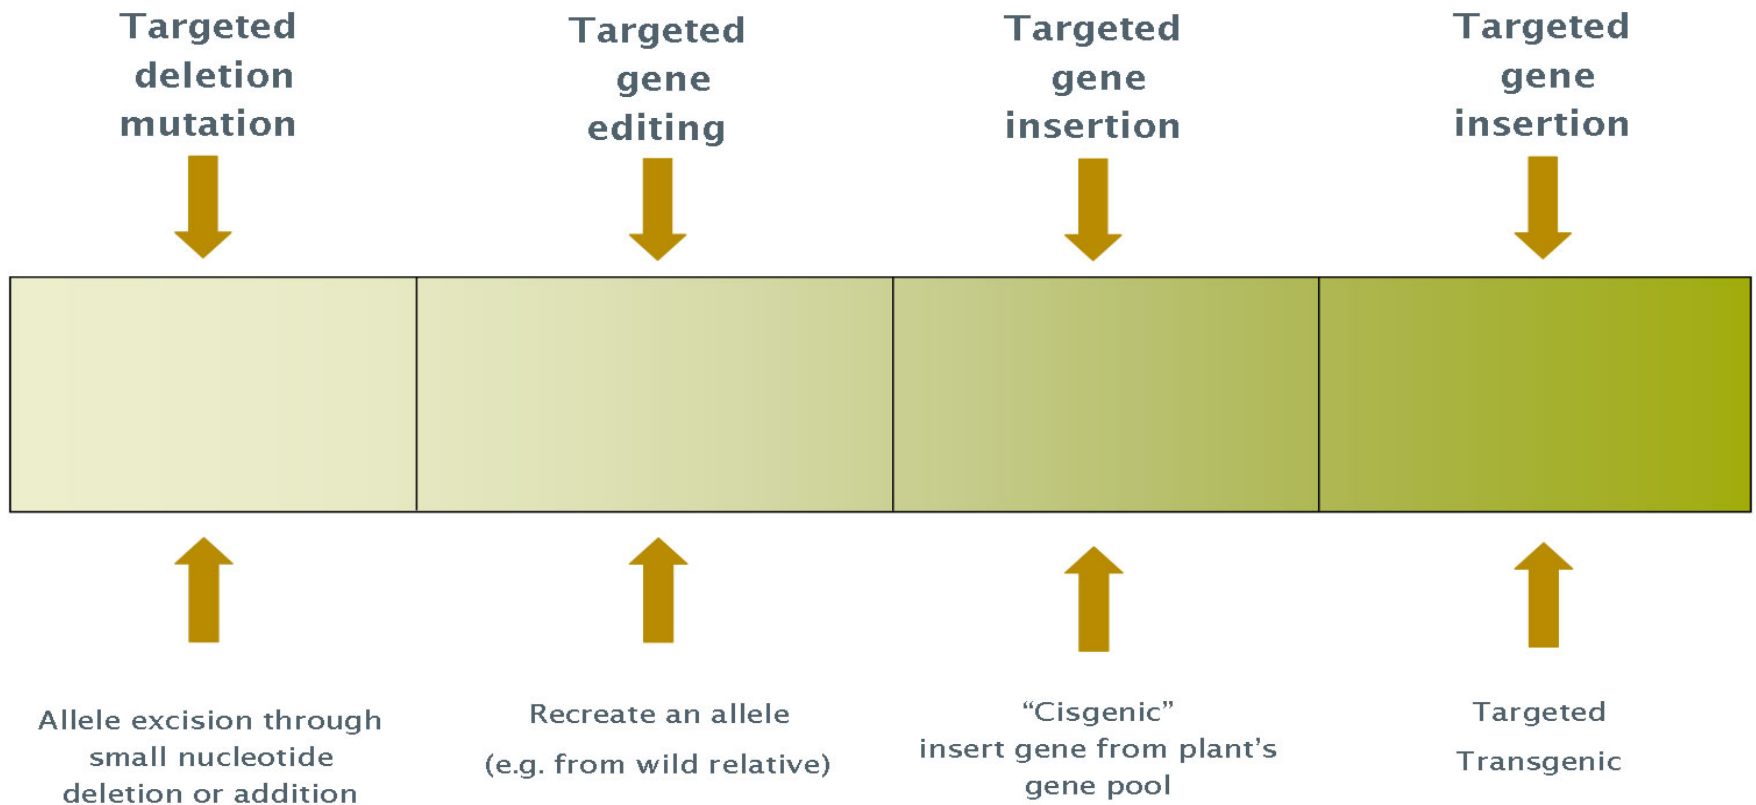 Targeted
deletion
mutation
Targeted
gene
editing
Targeted
gene
insertion
Targeted
gene
insertion
Allele excision through
small nucleotide
deletion or addition
Recreate an allele
(e.g. from wild relative)
“Cisgenic”
insert gene from plant’s
gene pool
Targeted
Transgenic